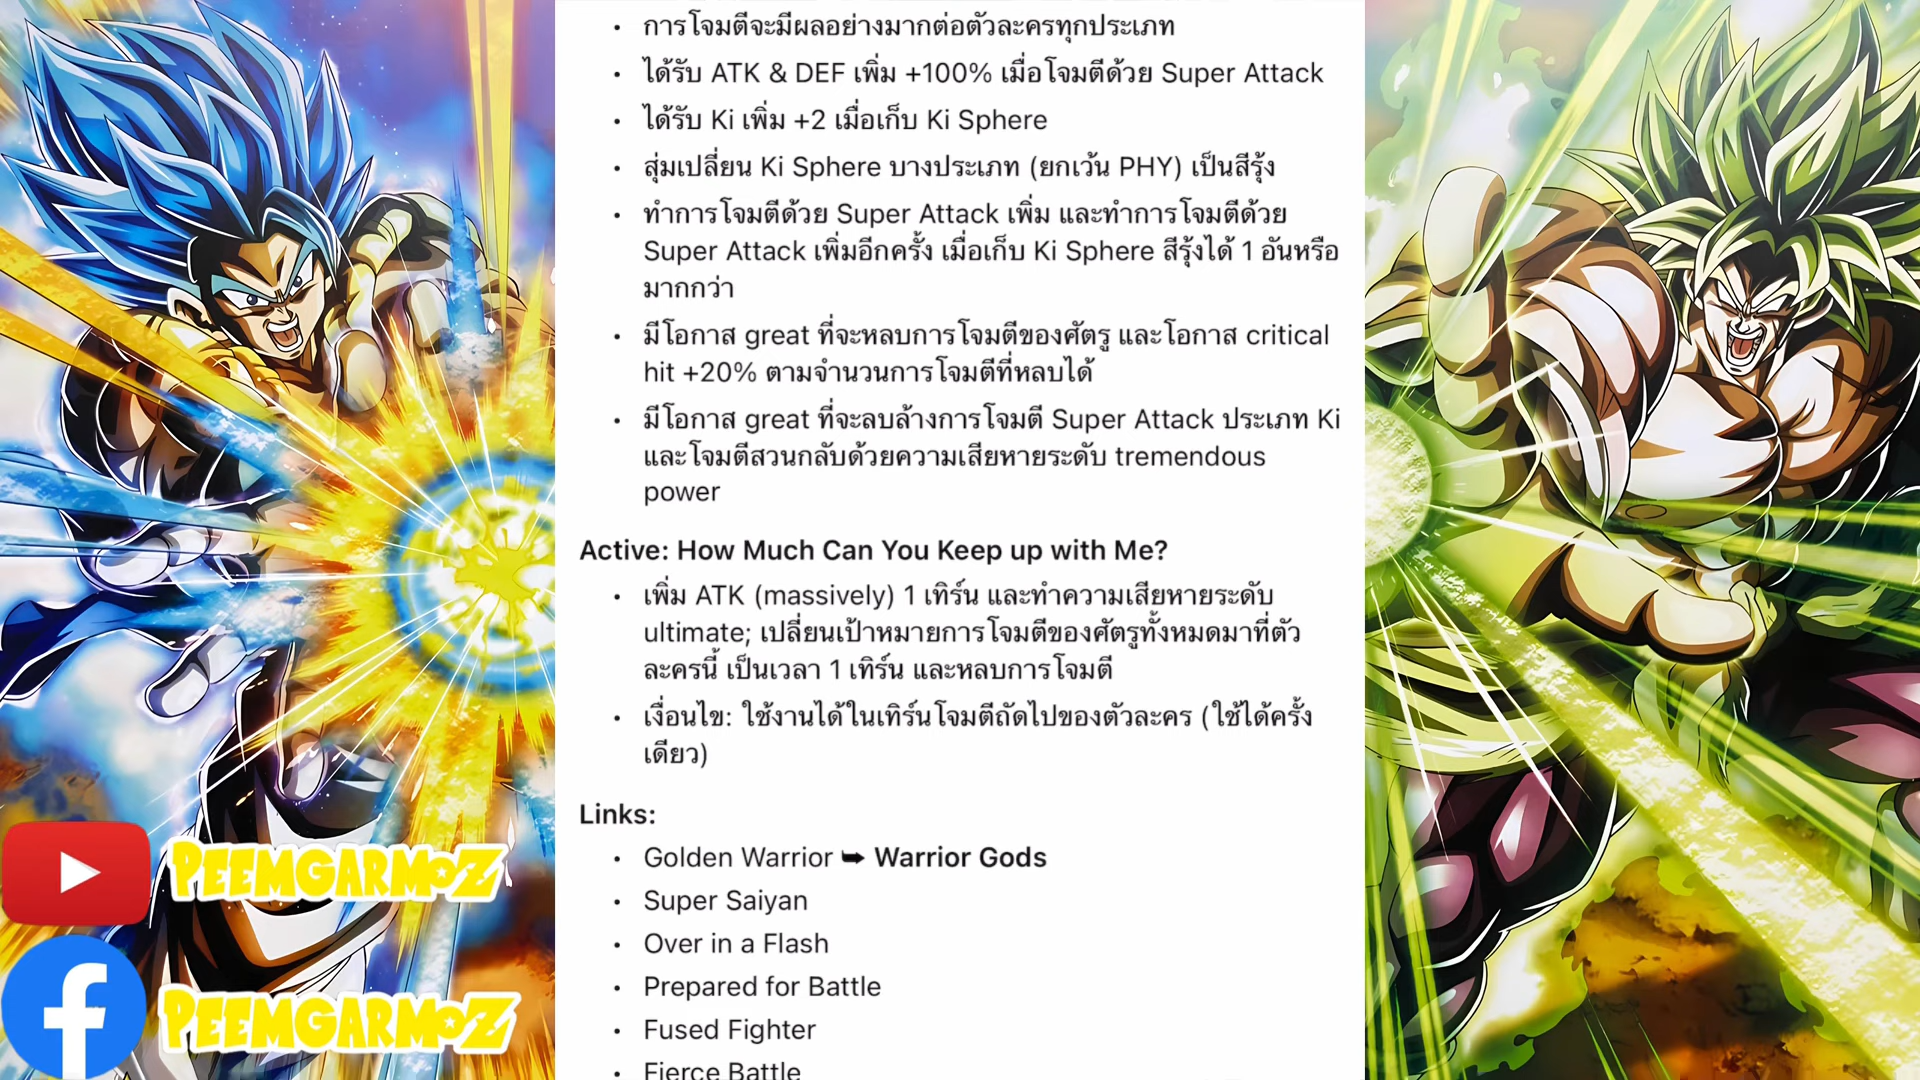 • การโจมตีจะมีผลอย่างมากต่อตัวละครทุกประเภท
• ได้รับ ATK & DEF เพิ่ม +100% เมื่อโจมตีด้วย Super Attack
• ได้รับ Ki เพิ่ม +2 เมื่อเก็บ Ki Sphere
• สุ่มเปลี่ยน Ki Sphere บางประเภท (ยกเว้น PHY) เป็นสีรุ้ง
• ทำการโจมตีด้วย Super Attack เพิ่ม และทำการโจมตีด้วย
Super Attack เพิ่มอีกครั้ง เมื่อเก็บ Ki Sphere สีรุ้งได้ 1 อันหรือ
มากกว่า
• มีโอกาส great ที่จะหลบการโจมตีของศัตรู และโอกาส critical
hit +20% ตามจำนวนการโจมตีที่หลบได้
• มีโอกาส great ที่จะลบล้างการโจมตี Super Attack ประเภท Ki
และโจมตีสวนกลับด้วยความเสียหายระดับ tremendous
power
Active: How Much Can You Keep up with Me?
• เพิ่ม ATK (massively) 1 เทิร์น และทำความเสียหายระดับ
ultimate; เปลี่ยนเป้าหมายการโจมตีของศัตรูทั้งหมดมาที่ตัว
ละครนี้ เป็นเวลา 1 เทิร์น และหลบการโจมตี
• เงื่อนไข: ใช้งานได้ในเทิร์นโจมตีถัดไปของตัวละคร (ใช้ได้ครั้ง
เดียว)
Links:
• Golden Warrior ➥ Warrior Gods
• Super Saiyan
• Over in a Flash
• Prepared for Battle
• Fused Fighter
• Fierce Battle
PEEMGARMOZ
PEEMGARMOZ